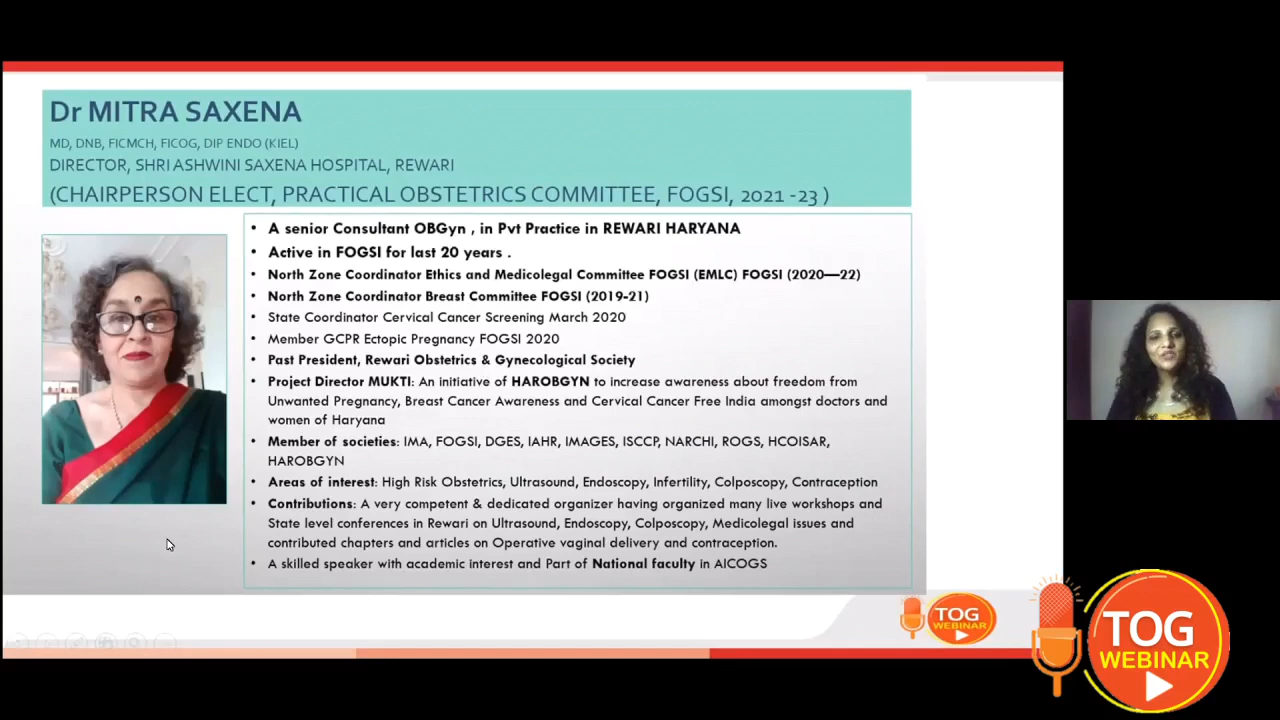 Dr MITRA SAXENA
MD, DNB, FICMCH, FICOG, DIP ENDO (KIEL)
DIRECTOR, SHRI ASHWINI SAXENA HOSPITAL, REWARI
(CHAIRPERSON ELECT, PRACTICAL OBSTETRICS COMMITTEE, FOGSI, 2021 -23 )
• A senior Consultant OBGyn , in Pvt Practice in REWARI HARYANA
• Active in FOGSI for last 20 years .
• North Zone Coordinator Ethics and Medicolegal Committee FOGSI (EMLC) FOGSI (2020—22)
• North Zone Coordinator Breast Committee FOGSI (2019-21)
• State Coordinator Cervical Cancer Screening March 2020
• Member GCPR Ectopic Pregnancy FOGSI 2020
• Past President, Rewari Obstetrics & Gynecological Society
• Project Director MUKTI: An initiative of HAROBGYN to increase awareness about freedom from
Unwanted Pregnancy, Breast Cancer Awareness and Cervical Cancer Free India amongst doctors and
women of Haryana
• Member of societies: IMA, FOGSI, DGES, IAHR, IMAGES, ISCCP, NARCHI, ROGS, HCOISAR,
HAROBGYN
• Areas of interest: High Risk Obstetrics, Ultrasound, Endoscopy, Infertility, Colposcopy, Contraception
• Contributions: A very competent & dedicated organizer having organized many live workshops and
State level conferences in Rewari on Ultrasound, Endoscopy, Colposcopy, Medicolegal issues and
contributed chapters and articles on Operative vaginal delivery and contraception.
• A skilled speaker with academic interest and Part of National faculty in AICOGS
TOG
WEBINAR
TOG
WEBINAR